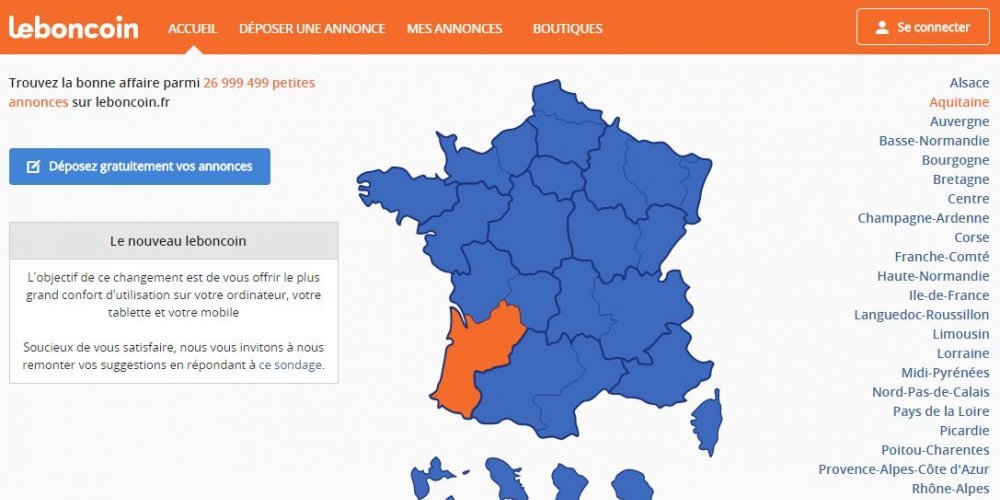 leboncoin ACCUEIL DÉPOSER UNE ANNONCE MES ANNONCES BOUTIQUES Se connecter
Trouvez la bonne affaire parmi 26 999 499 petites
annonces sur leboncoin.fr
Déposez gratuitement vos annonces
Le nouveau leboncoin
L'objectif de ce changement est de vous offrir le plus
grand confort d'utilisation sur votre ordinateur, votre
tablette et votre mobile
Soucieux de vous satisfaire, nous vous invitons à nous
remonter vos suggestions en répondant à ce sondage.
Alsace
Aquitaine
Auvergne
Basse-Normandie
Bourgogne
Bretagne
Centre
Champagne-Ardenne
Corse
Franche-Comté
Haute-Normandie
Ile-de-France
Languedoc-Roussillon
Limousin
Lorraine
Midi-Pyrénées
Nord-Pas-de-Calais
Pays de la Loire
Picardie
Poitou-Charentes
Provence-Alpes-Côte d'Azur
Rhône-Alpes